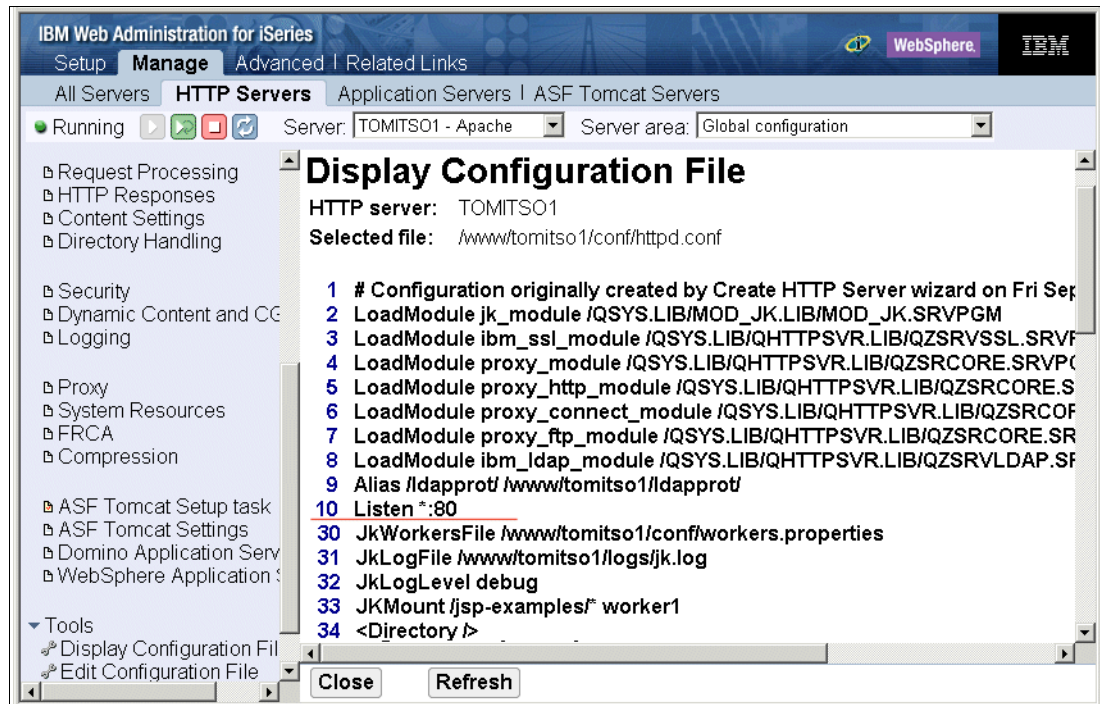 IBM Web Administration for iSeries
WebSphere.
IBM
Setup Manage Advanced | Related Links
All Servers HTTP Servers Application Servers | ASF Tomcat Servers
Running Server: TOMITSO1 - Apache Server area: Global configuration
Request Processing
HTTP Responses
Content Settings
Directory Handling
Security
Dynamic Content and CG
Logging
Proxy
System Resources
FRCA
Compression
ASF Tomcat Setup task
ASF Tomcat Settings
Domino Application Serv
WebSphere Application S
Tools
Display Configuration Fil
Edit Configuration File
Display Configuration File
HTTP server: TOMITSO1
Selected file: /www/tomitso1/conf/httpd.conf
1 # Configuration originally created by Create HTTP Server wizard on Fri Sep
2 LoadModule jk_module /QSYS.LIB/MOD_JK.LIB/MOD_JK.SRVPGM
3 LoadModule ibm_ssl_module /QSYS.LIB/QHTTPSVR.LIB/QZSRVSSL.SRVP
4 LoadModule proxy_module /QSYS.LIB/QHTTPSVR.LIB/QZSRCORE.SRVPG
5 LoadModule proxy_http_module /QSYS.LIB/QHTTPSVR.LIB/QZSRCORE.S
6 LoadModule proxy_connect_module /QSYS.LIB/QHTTPSVR.LIB/QZSRCOR
7 LoadModule proxy_ftp_module /QSYS.LIB/QHTTPSVR.LIB/QZSRCORE.SR
8 LoadModule ibm_ldap_module /QSYS.LIB/QHTTPSVR.LIB/QZSRVLDAP.SR
9 Alias /ldapprot/ /www/tomitso1/ldapprot/
10 Listen *:80
30 JkWorkersFile /www/tomitso1/conf/workers.properties
31 JkLogFile /www/tomitso1/logs/jk.log
32 JkLogLevel debug
33 JKMount /jsp-examples/* worker1
34 <Directory />
Close Refresh